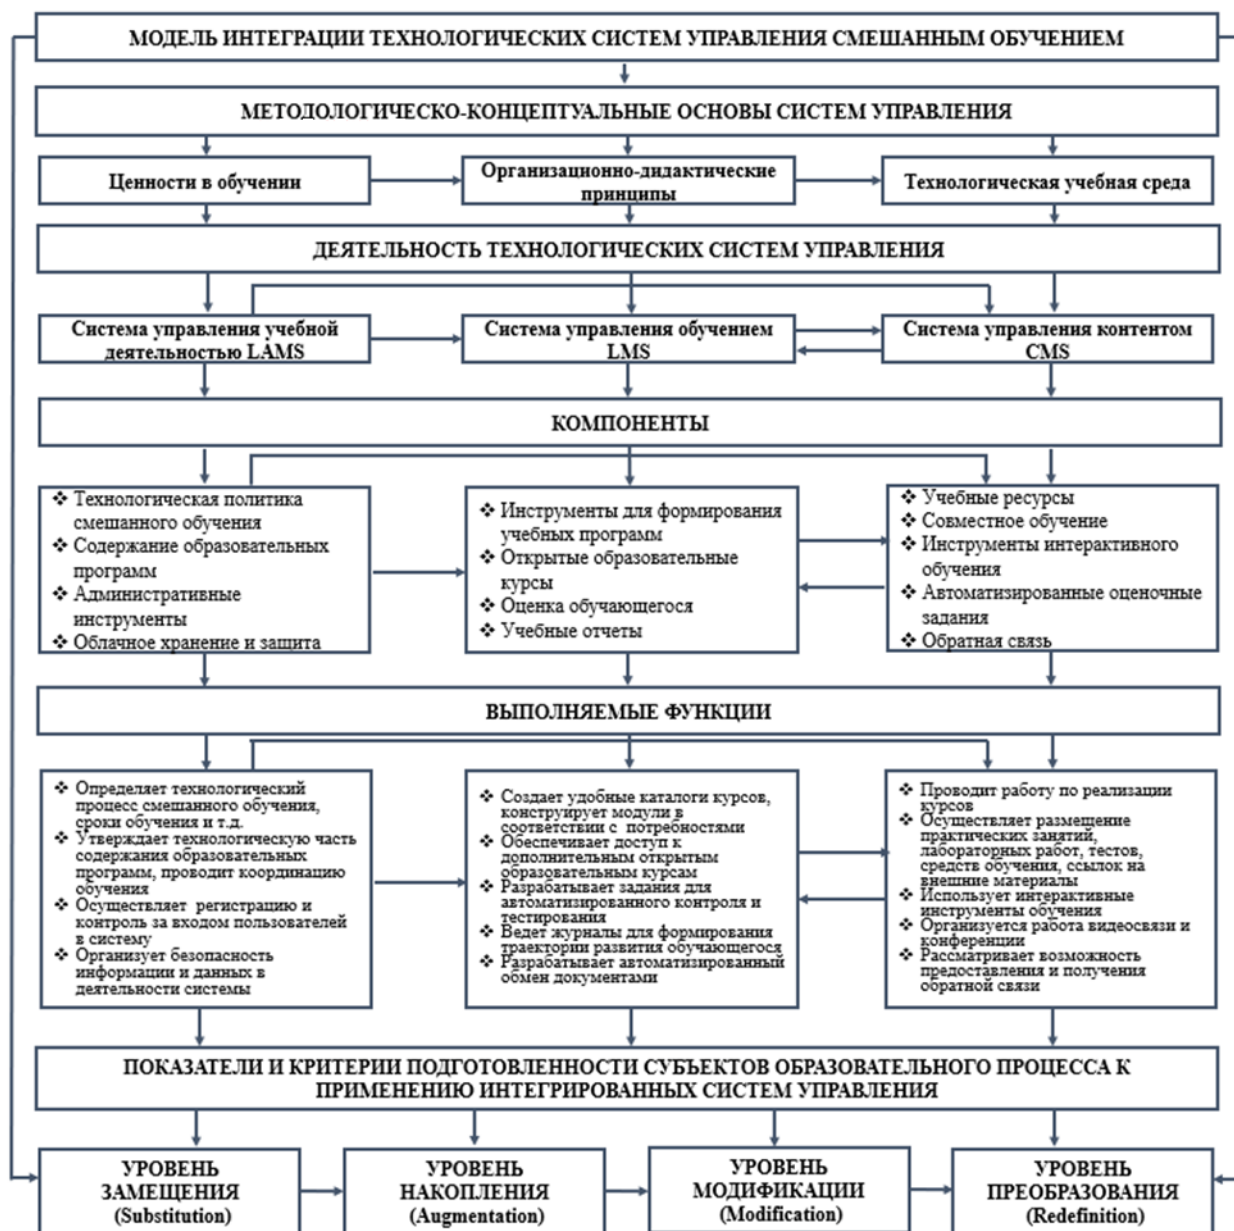 МОДЕЛЬ ИНТЕГРАЦИИ ТЕХНОЛОГИЧЕСКИХ СИСТЕМ УПРАВЛЕНИЯ СМЕШАННЫМ ОБУЧЕНИЕМ
МЕТОДОЛОГИЧЕСКО-КОНЦЕПТУАЛЬНЫЕ ОСНОВЫ СИСТЕМ УПРАВЛЕНИЯ
Ценности в обучении
Организационно-дидактические
принципы
Технологическая учебная среда
ДЕЯТЕЛЬНОСТЬ ТЕХНОЛОГИЧЕСКИХ СИСТЕМ УПРАВЛЕНИЯ
Система управления учебной
деятельностью LAMS
Система управления обучением
LMS
Система управления контентом
CMS
КОМПОНЕНТЫ
❖ Технологическая политика
смешанного обучения
❖ Содержание образовательных
программ
❖ Административные
инструменты
❖ Облачное хранение и защита
❖ Инструменты для формирования
учебных программ
❖ Открытые образовательные
курсы
❖ Оценка обучающегося
❖ Учебные отчеты
❖ Учебные ресурсы
❖ Совместное обучение
❖ Инструменты интерактивного
обучения
❖ Автоматизированные оценочные
задания
❖ Обратная связь
ВЫПОЛНЯЕМЫЕ ФУНКЦИИ
❖ Определяет технологический
процесс смешанного обучения,
сроки обучения и т.д.
❖ Утверждает технологическую часть
содержания образовательных
программ, проводит координацию
обучения
❖ Осуществляет регистрацию и
контроль за входом пользователей
в систему
❖ Организует безопасность
информации и данных в
деятельности системы
❖ Создает удобные каталоги курсов,
конструирует модули в
соответствии с потребностями
❖ Обеспечивает доступ к
дополнительным открытым
образовательным курсам
❖ Разрабатывает задания для
автоматизированного контроля и
тестирования
❖ Ведет журналы для формирования
траектории развития обучающегося
❖ Разрабатывает автоматизированный
обмен документами
❖ Проводит работу по реализации
курсов
❖ Осуществляет размещение
практических занятий,
лабораторных работ, тестов,
средств обучения, ссылок на
внешние материалы
❖ Использует интерактивные
инструменты обучения
❖ Организуется работа видеосвязи и
конференции
❖ Рассматривает возможность
предоставления и получения
обратной связи
ПОКАЗАТЕЛИ И КРИТЕРИИ ПОДГОТОВЛЕННОСТИ СУБЪЕКТОВ ОБРАЗОВАТЕЛЬНОГО ПРОЦЕССА К
ПРИМЕНЕНИЮ ИНТЕГРИРОВАННЫХ СИСТЕМ УПРАВЛЕНИЯ
УРОВЕНЬ
ЗАМЕЩЕНИЯ
(Substitution)
УРОВЕНЬ
НАКОПЛЕНИЯ
(Augmentation)
УРОВЕНЬ
МОДИФИКАЦИИ
(Modification)
УРОВЕНЬ
ПРЕОБРАЗОВАНИЯ
(Redefinition)